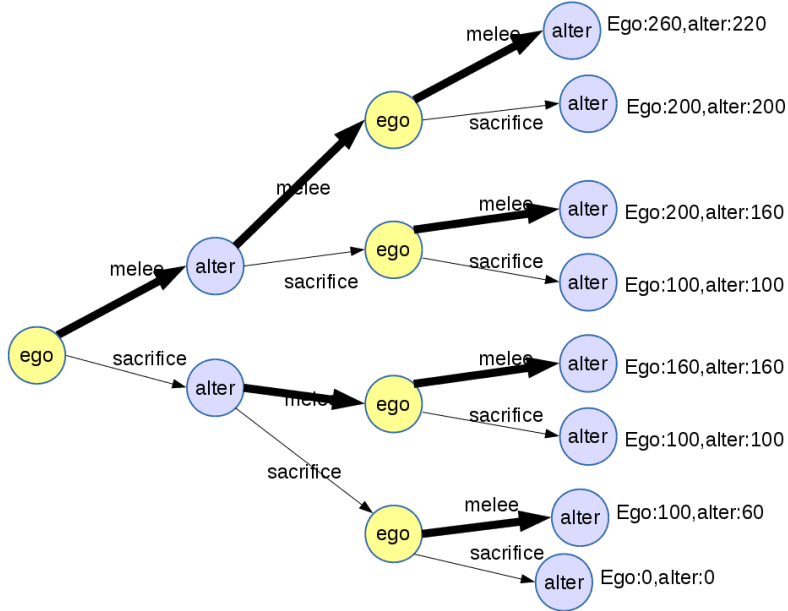 alter
Ego:260,alter:220
melee
ego
alter
Ego:200,alter:200
sacrifice
melee
alter
Ego:200,alter:160
melee
alter
ego
sacrifice
sacrifice
alter
Ego:100,alter:100
melee
ego
sacrifice
alter
melee
alter
Ego:160,alter:160
melee
ego
sacrifice
alter
Ego:100,alter:100
sacrifice
ego
melee
alter
Ego:100,alter:60
sacrifice
alter
Ego:0,alter:0